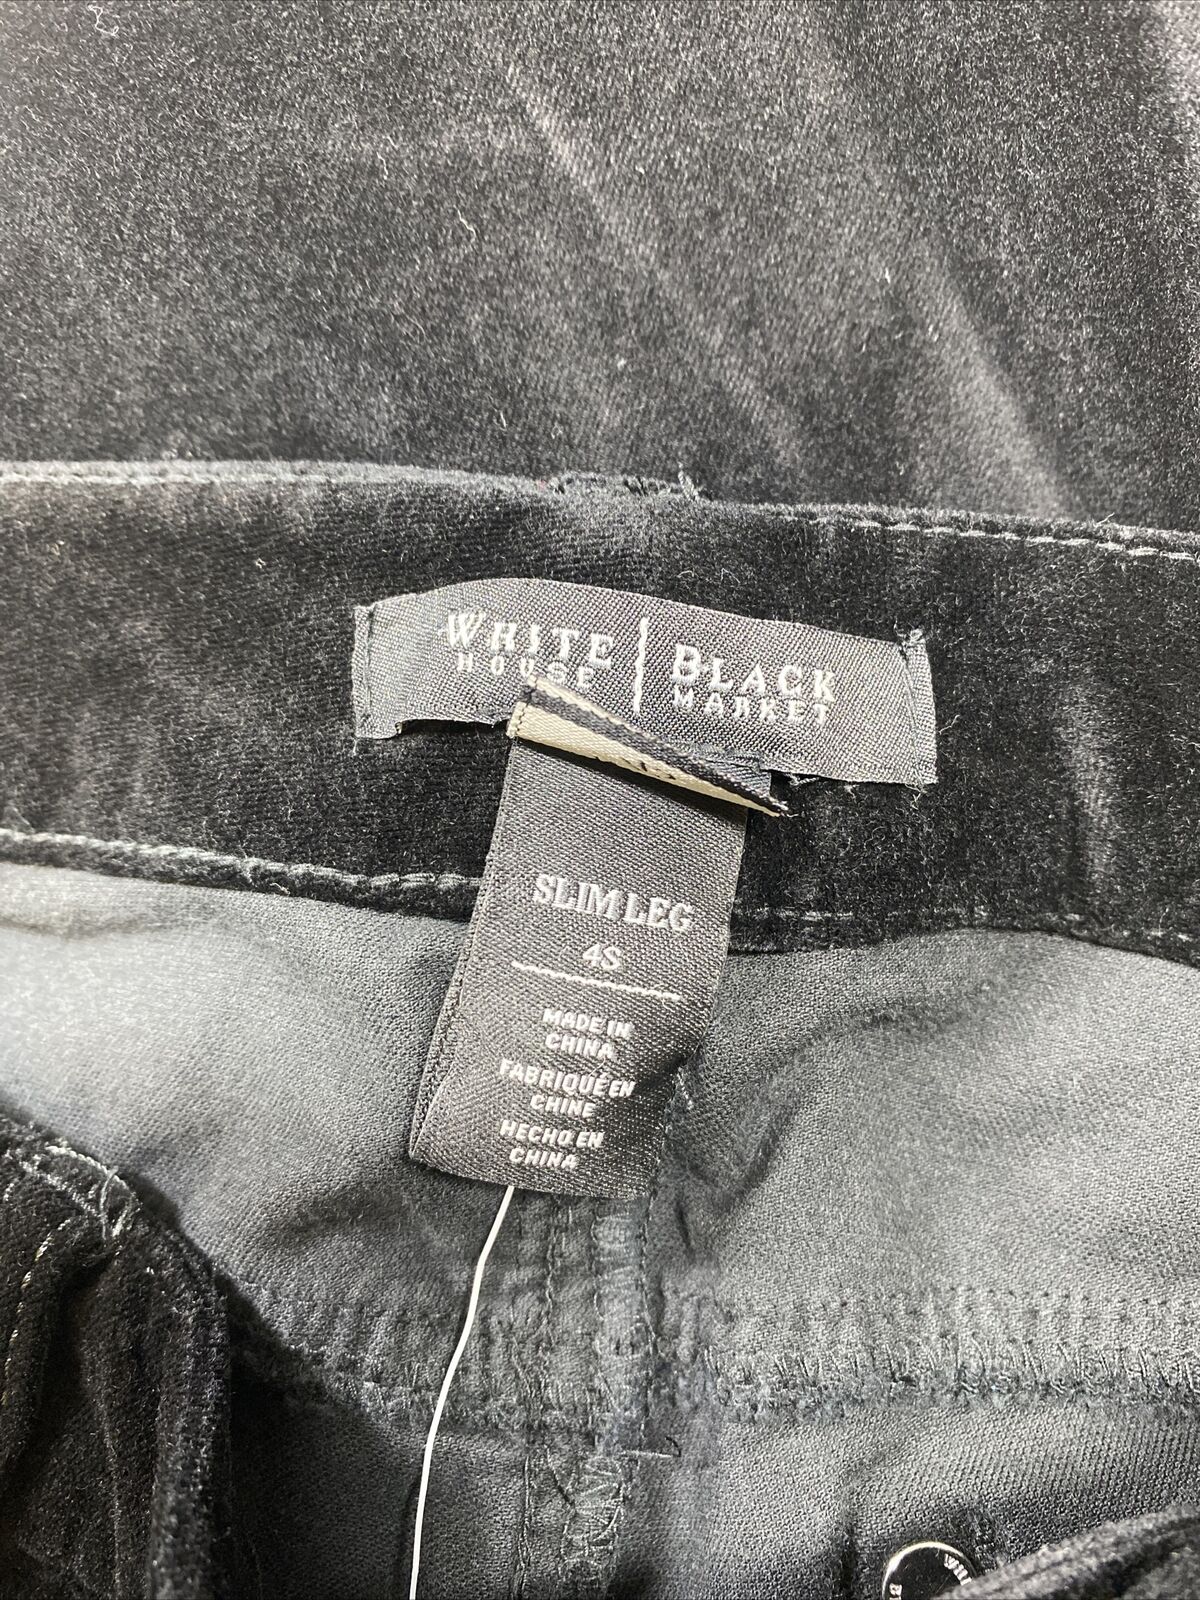 WHITE HOUSE | BLACK MARKET
SLIM LEG
4S
MADE IN
CHINA
FABRIQUÉ EN
CHINE
HECHO EN
CHINA